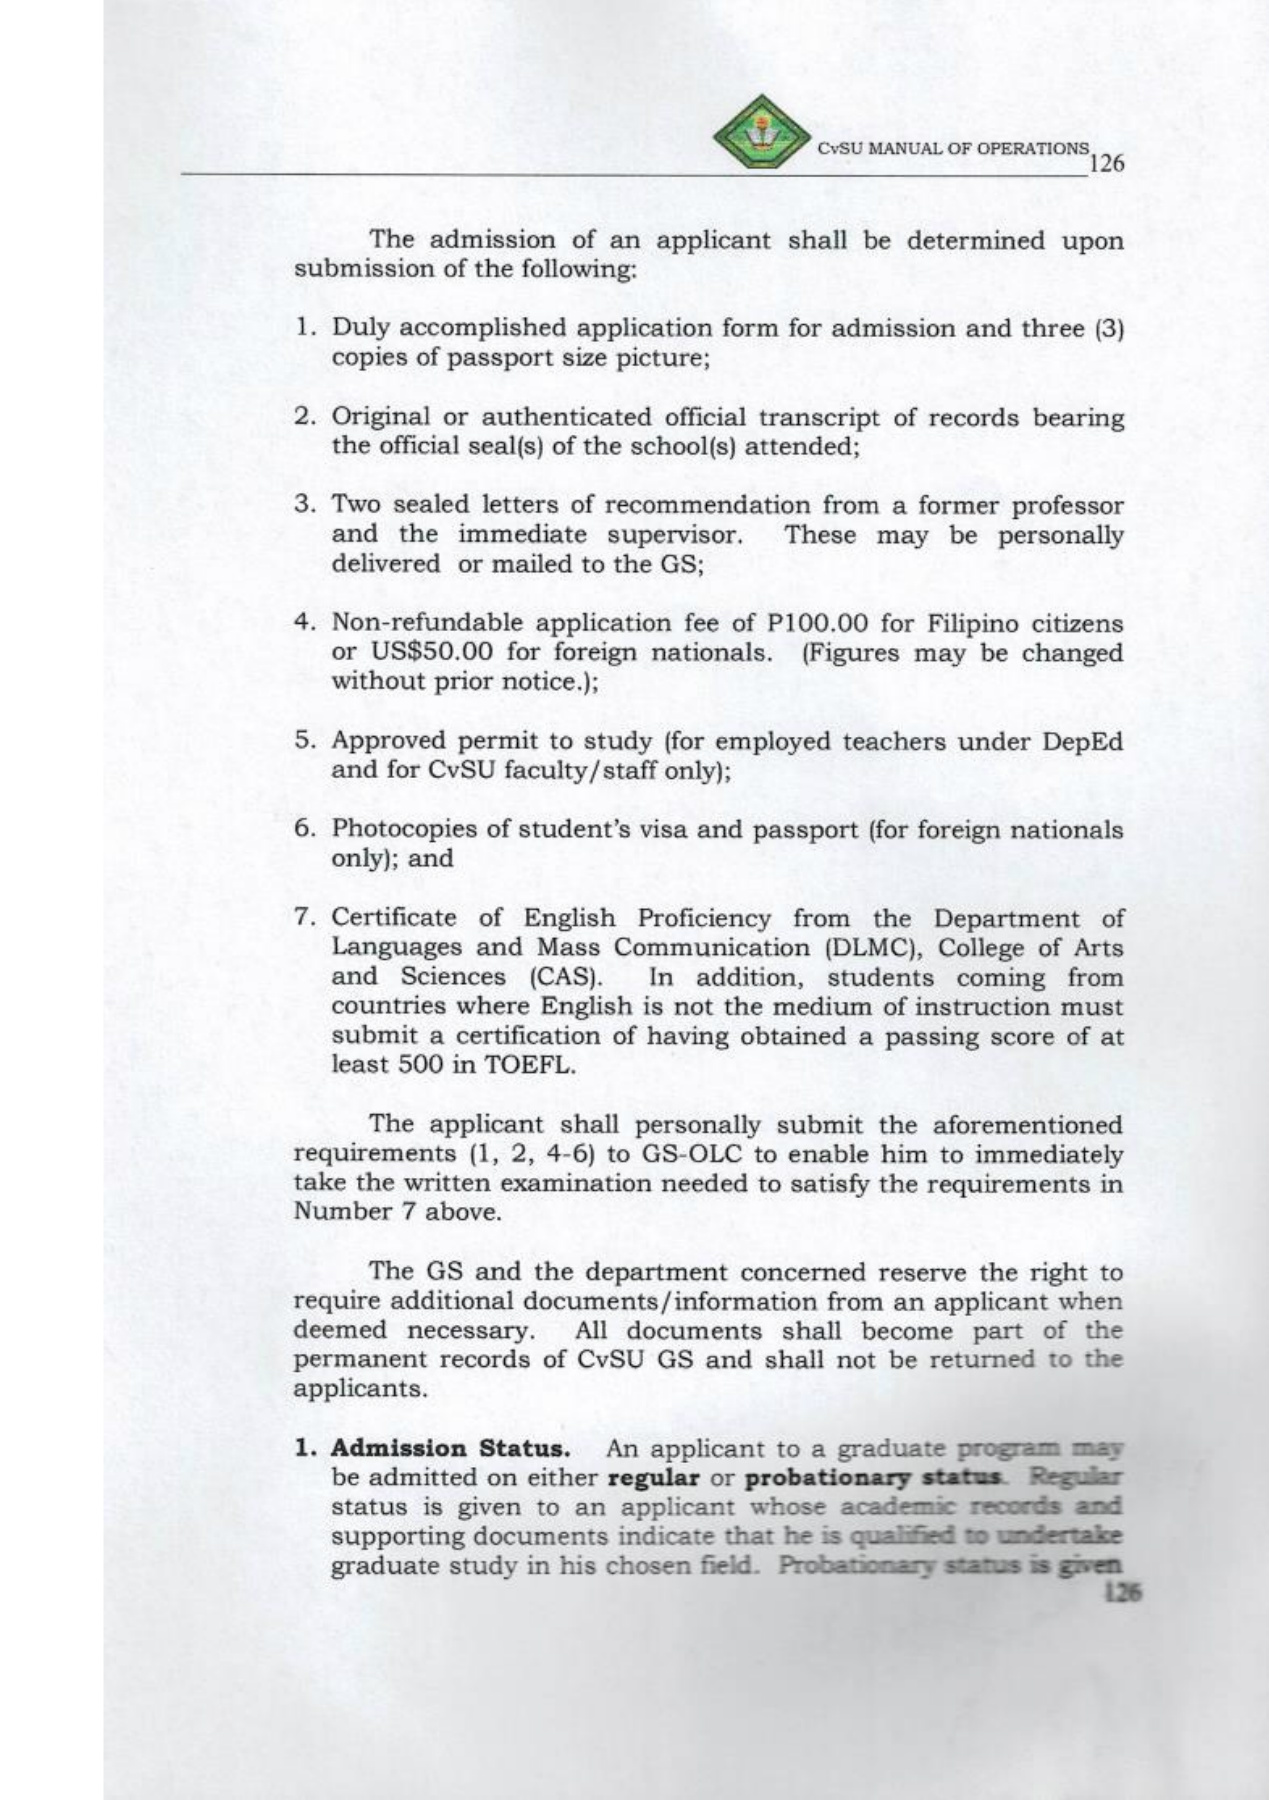 CvSU MANUAL OF OPERATIONS
126
The admission of an applicant shall be determined upon
submission of the following:
1. Duly accomplished application form for admission and three (3)
copies of passport size picture;
2. Original or authenticated official transcript of records bearing
the official seal(s) of the school(s) attended;
3. Two sealed letters of recommendation from a former professor
and the immediate supervisor. These may be personally
delivered or mailed to the GS;
4. Non-refundable application fee of P100.00 for Filipino citizens
or US$50.00 for foreign nationals. (Figures may be changed
without prior notice.);
5. Approved permit to study (for employed teachers under DepEd
and for CvSU faculty/staff only);
6. Photocopies of student's visa and passport (for foreign nationals
only); and
7. Certificate of English Proficiency from the Department of
Languages and Mass Communication (DLMC), College of Arts
and Sciences (CAS). In addition, students coming from
countries where English is not the medium of instruction must
submit a certification of having obtained a passing score of at
least 500 in TOEFL.
The applicant shall personally submit the aforementioned
requirements (1, 2, 4-6) to GS-OLC to enable him to immediately
take the written examination needed to satisfy the requirements in
Number 7 above.
The GS and the department concerned reserve the right to
require additional documents/information from an applicant when
deemed necessary. All documents shall become part of the
permanent records of CvSU GS and shall not be returned to the
applicants.
1. Admission Status. An applicant to a graduate program may
be admitted on either regular or probationary status. Regular
status is given to an applicant whose academic records and
supporting documents indicate that he is qualified to undertake
graduate study in his chosen field. Probationary status is given
126